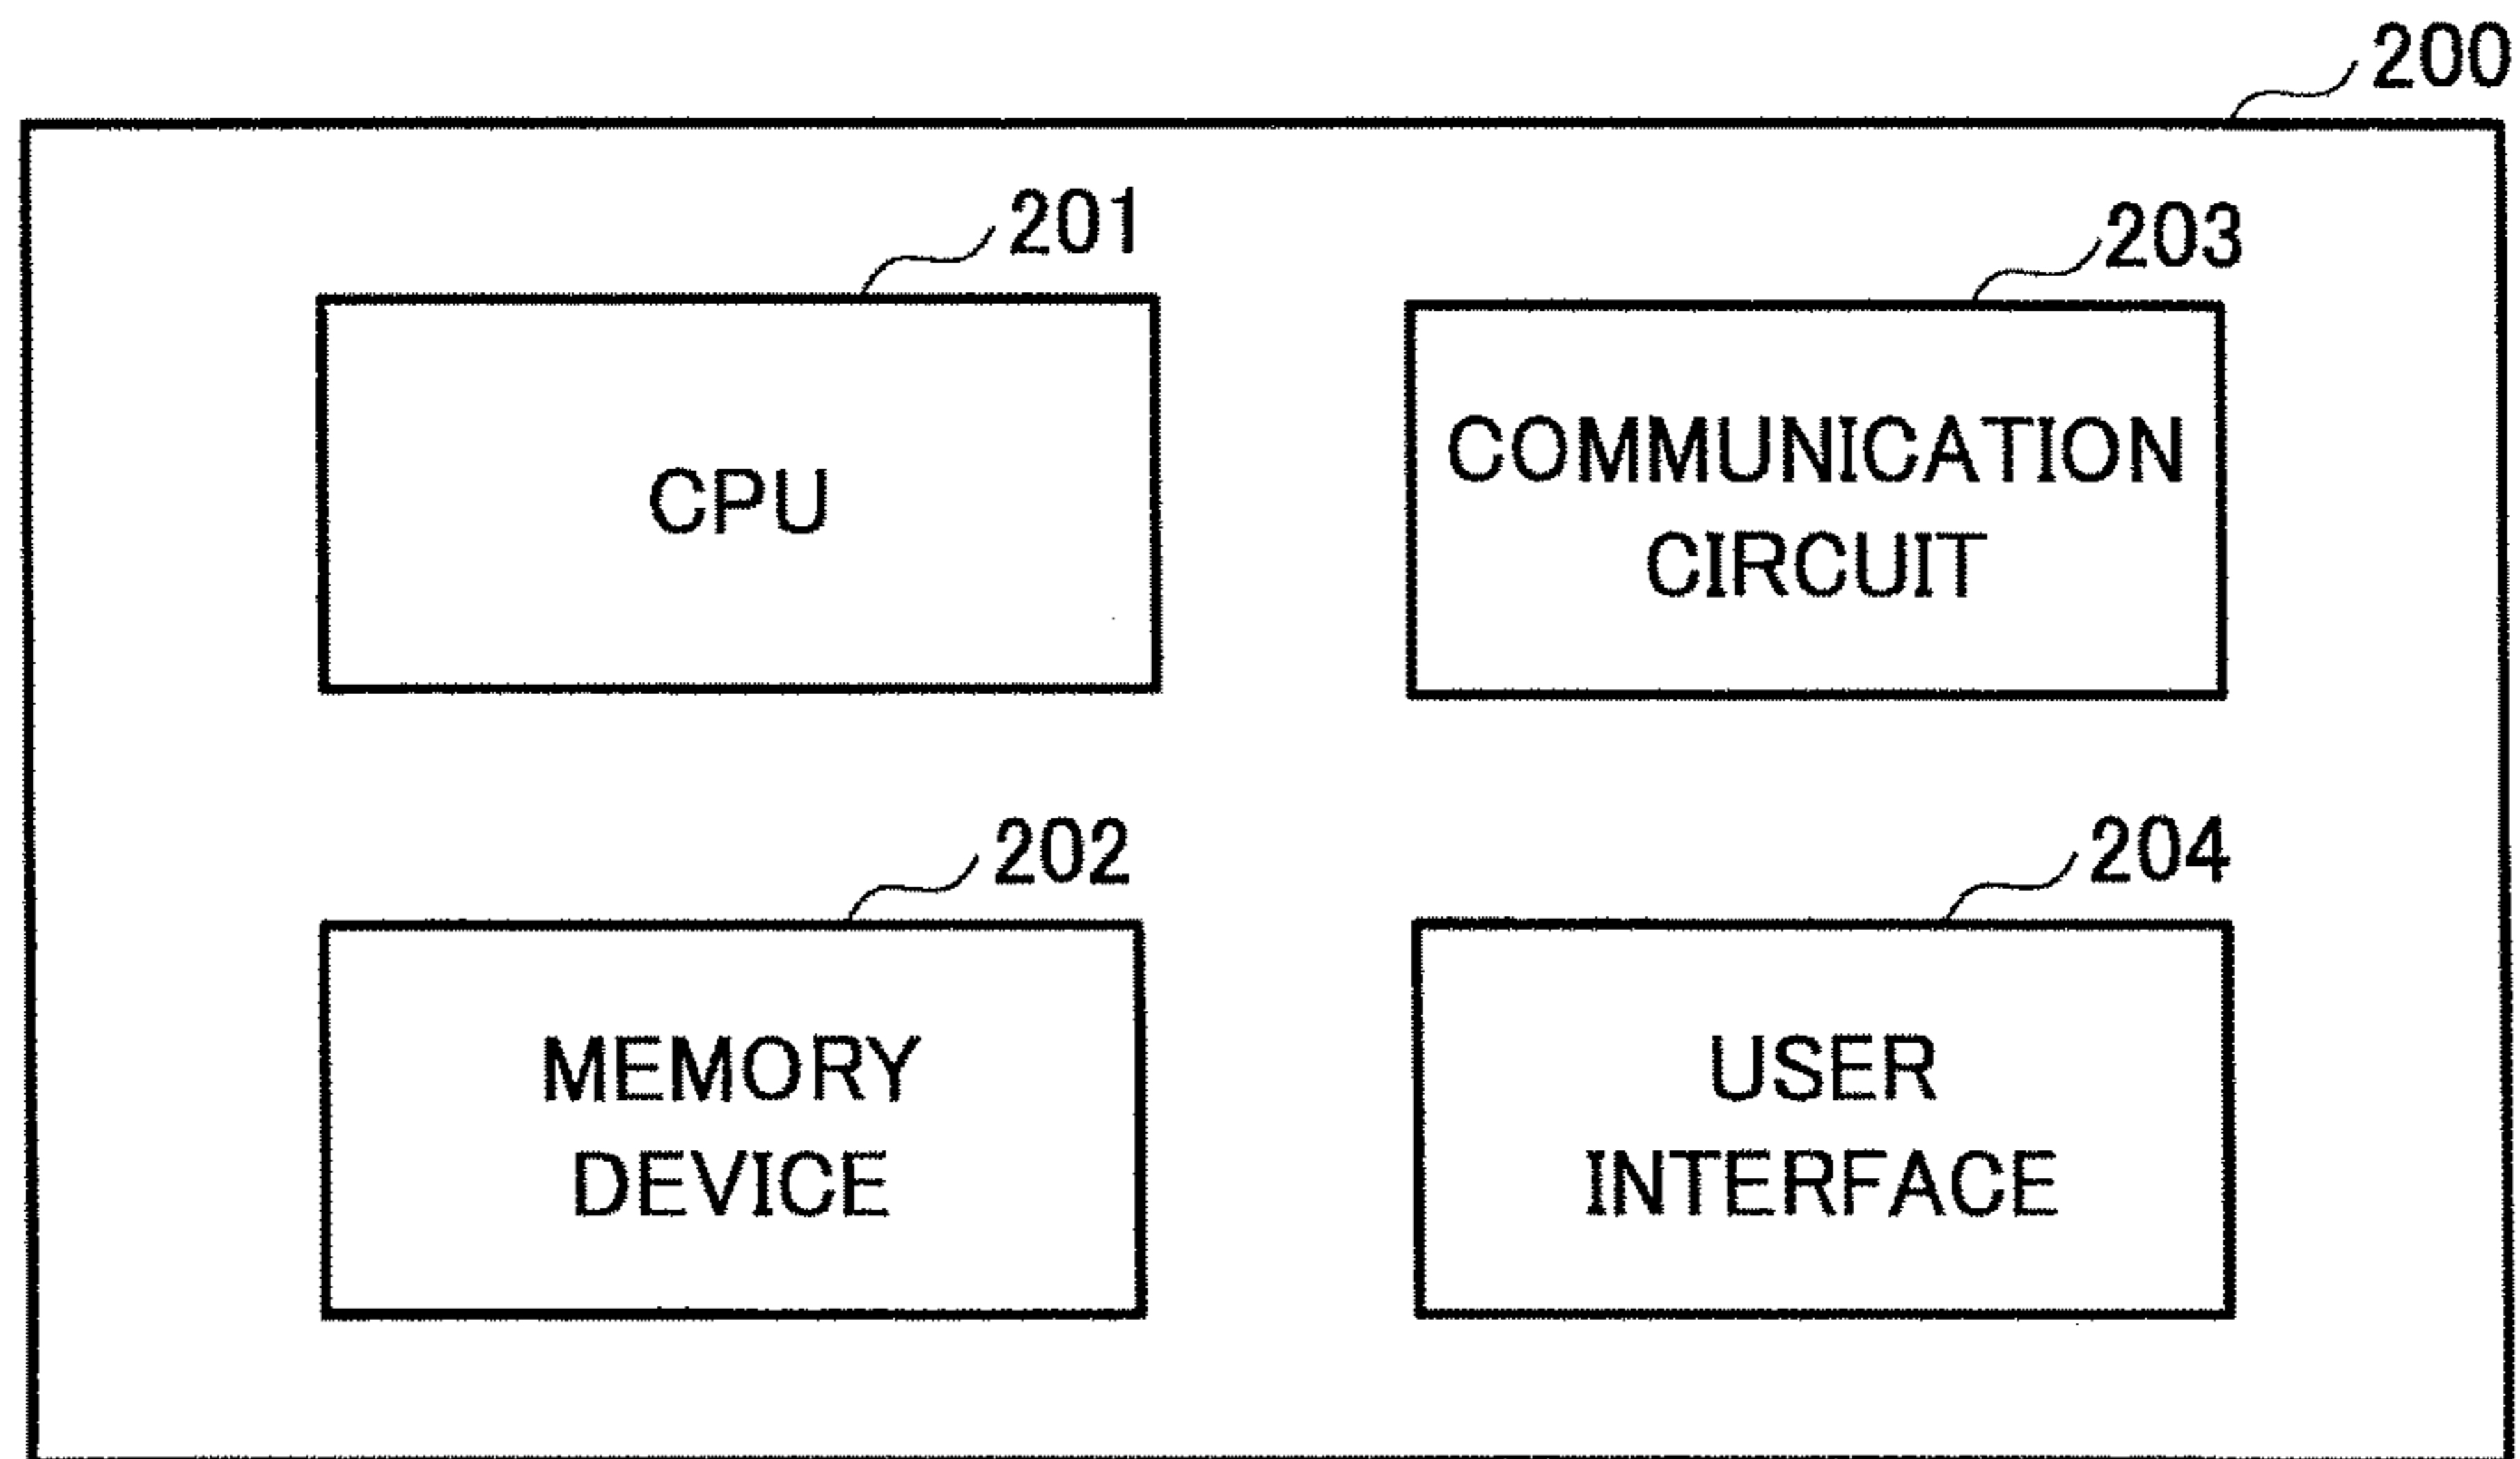 200
201
CPU
203
COMMUNICATION
CIRCUIT
202
MEMORY
DEVICE
204
USER
INTERFACE